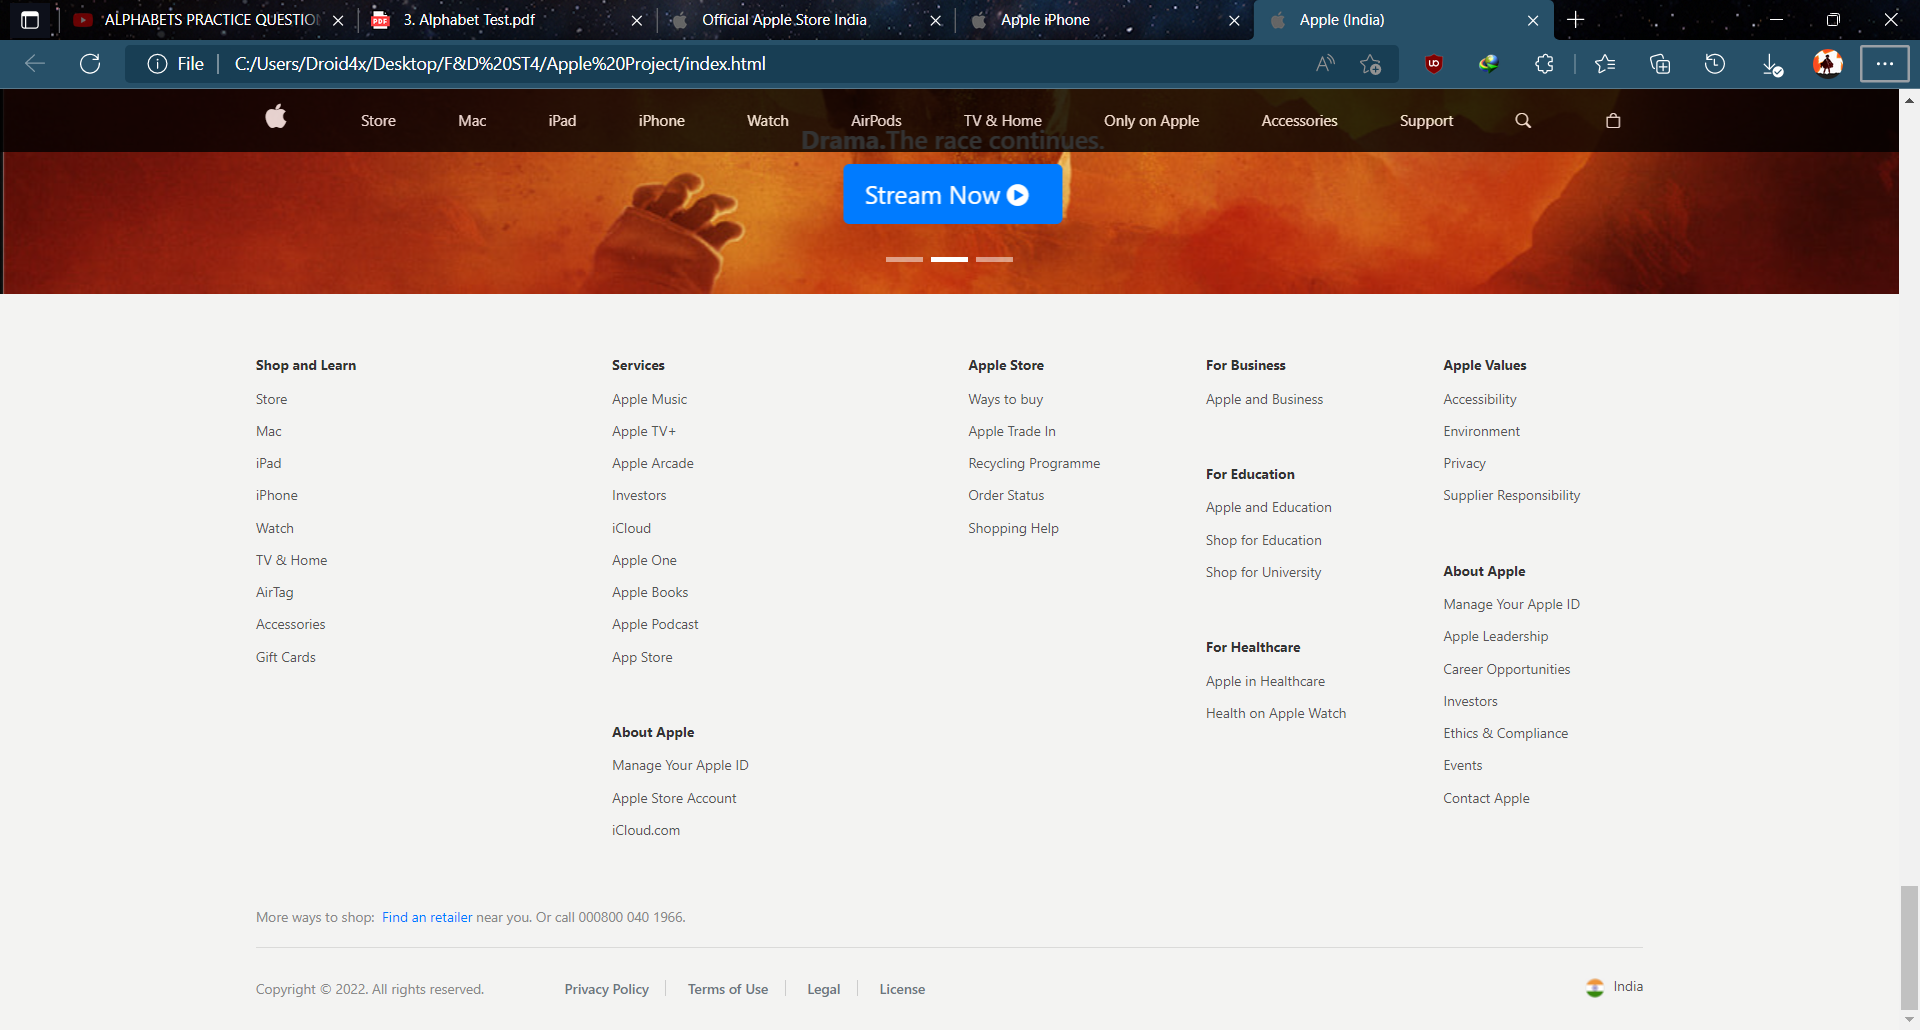 ALPHABETS PRACTICE QUESTIO
3. Alphabet Test.pdf
Official Apple Store India
Apple iPhone
Apple (India)
File
C:/Users/Droid4x/Desktop/F&D%20ST4/Apple%20Project/index.html
Store Mac iPad iPhone Watch AirPods TV & Home Only on Apple Accessories Support
Drama.The race continues.
Stream Now
Shop and Learn
Store
Mac
iPad
iPhone
Watch
TV & Home
AirTag
Accessories
Gift Cards
Services
Apple Music
Apple TV+
Apple Arcade
Investors
iCloud
Apple One
Apple Books
Apple Podcast
App Store
About Apple
Manage Your Apple ID
Apple Store Account
iCloud.com
Apple Store
Ways to buy
Apple Trade In
Recycling Programme
Order Status
Shopping Help
For Business
Apple and Business
For Education
Apple and Education
Shop for Education
Shop for University
For Healthcare
Apple in Healthcare
Health on Apple Watch
Apple Values
Accessibility
Environment
Privacy
Supplier Responsibility
About Apple
Manage Your Apple ID
Apple Leadership
Career Opportunities
Investors
Ethics & Compliance
Events
Contact Apple
More ways to shop: Find an retailer near you. Or call 000800 040 1966.
Copyright © 2022. All rights reserved.
Privacy Policy
Terms of Use
Legal
License
India